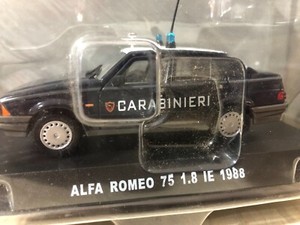 CARABINIERI
ALFA ROMEO 75 1.8 IE 1988